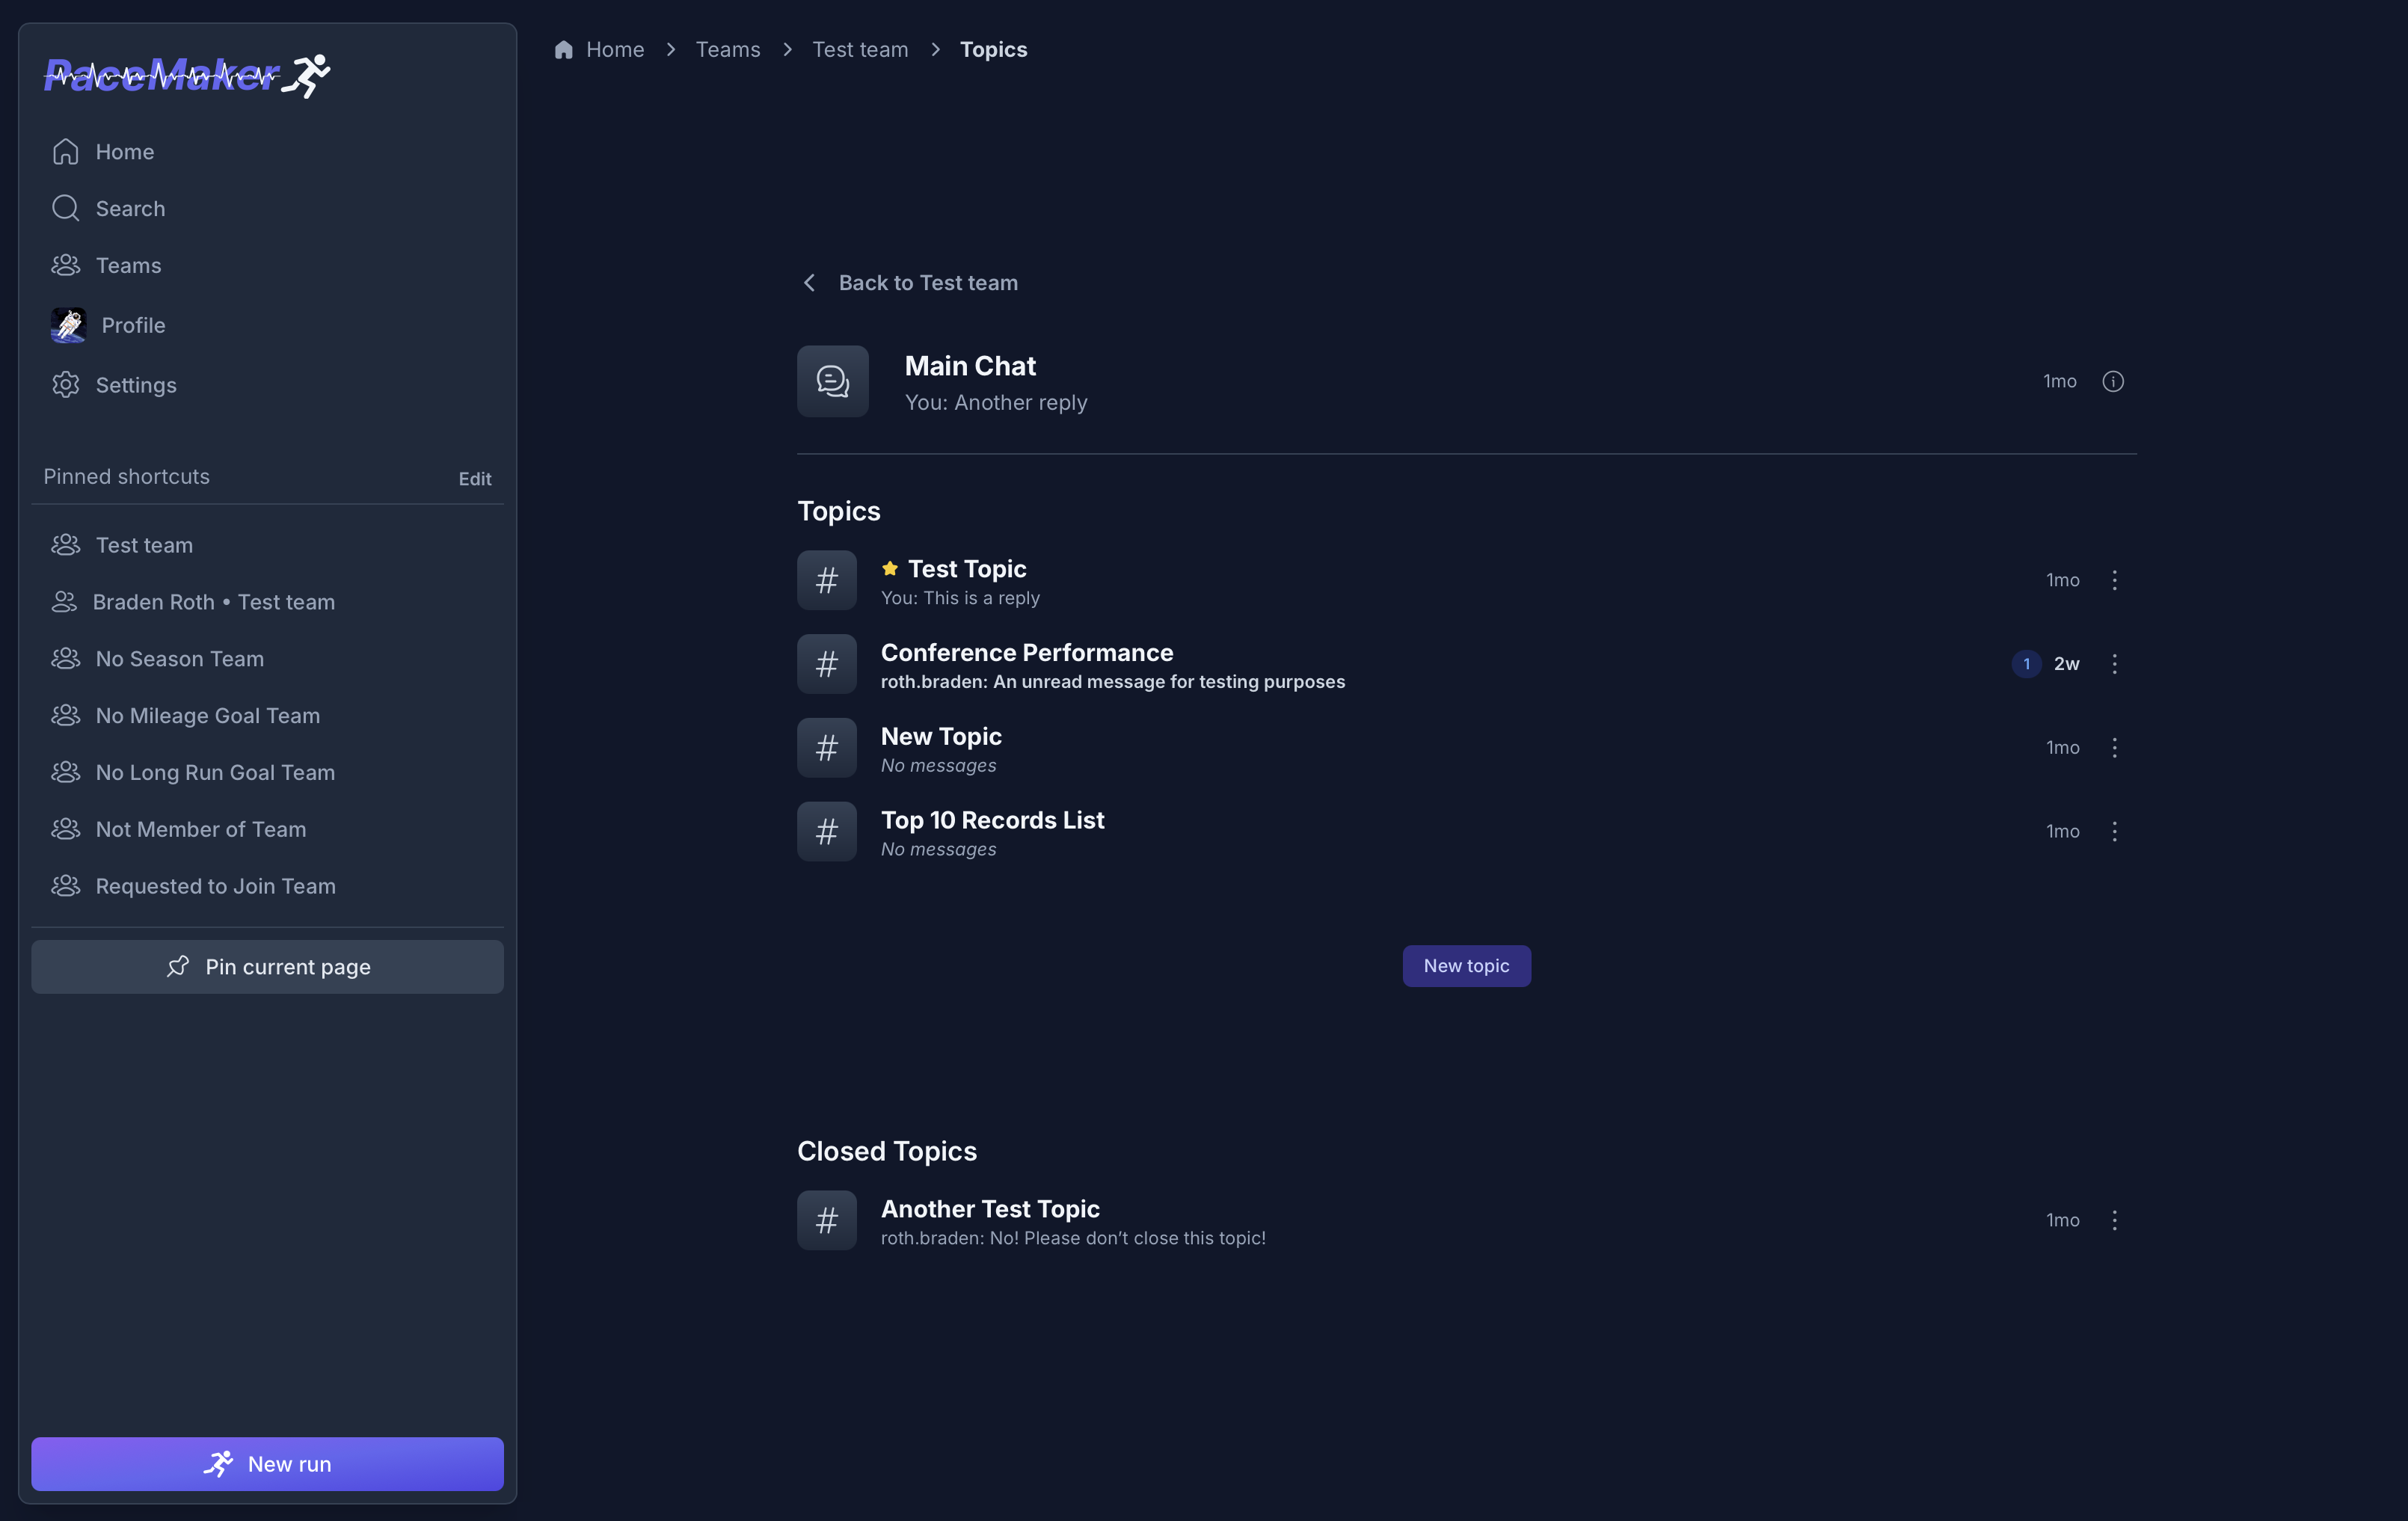 PaceMaker
Home
Search
Teams
Profile
Settings
Pinned shortcuts
Edit
Test team
Braden Roth • Test team
No Season Team
No Mileage Goal Team
No Long Run Goal Team
Not Member of Team
Requested to Join Team
Pin current page
New run
Home > Teams > Test team > Topics
Back to Test team
Main Chat
You: Another reply
1mo
Topics
Test Topic
You: This is a reply
1mo
Conference Performance
roth.braden: An unread message for testing purposes
1 2w
New Topic
No messages
1mo
Top 10 Records List
No messages
1mo
New topic
Closed Topics
Another Test Topic
roth.braden: No! Please don’t close this topic!
1mo